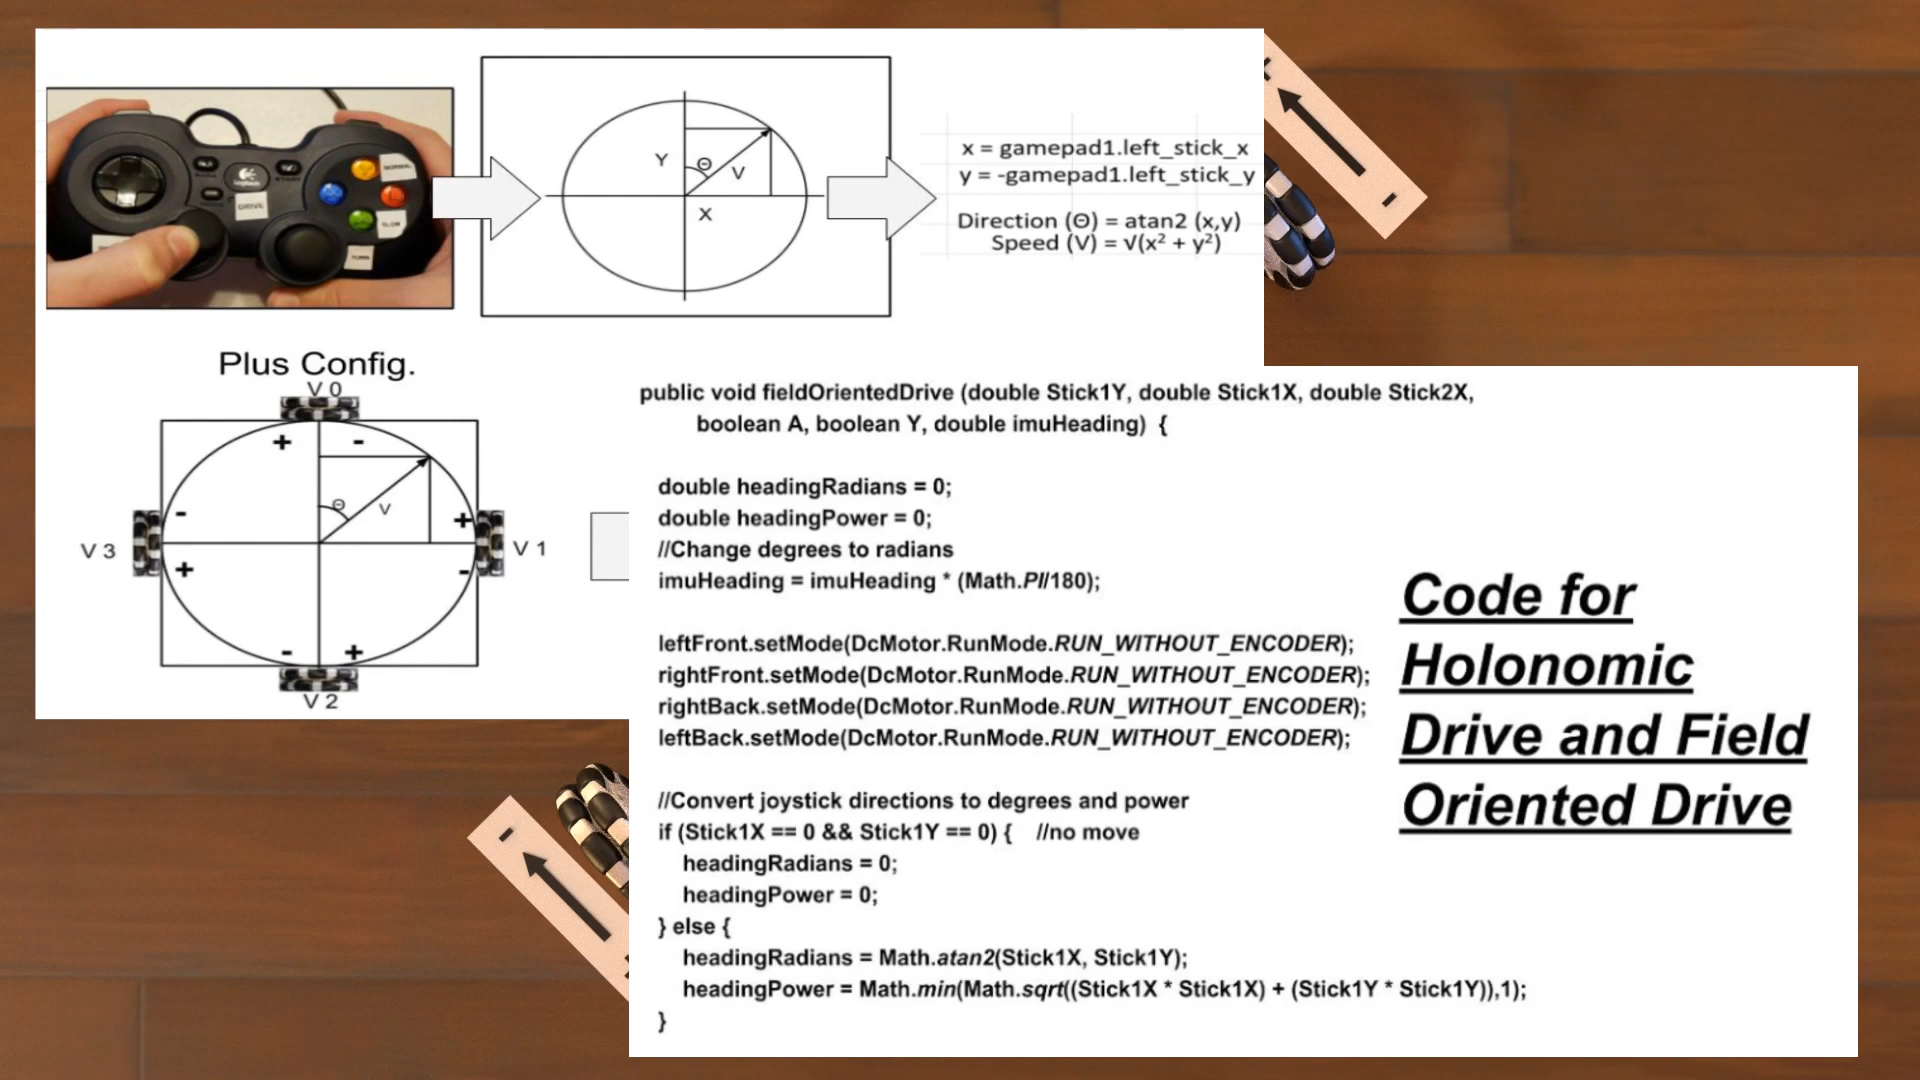 x = gamepad1.left_stick_x
y = -gamepad1.left_stick_y
Direction (Θ) = atan2 (x,y)
Speed (V) = √(x² + y²)
Y
Θ
V
X
Logitech
DRIVE
NORMAL
SLOW
TURN
Plus Config.
V 0
+ -
Θ
V
- +
V 3
V 1
+ -
- +
V 2
+
-
-
public void fieldOrientedDrive (double Stick1Y, double Stick1X, double Stick2X,
boolean A, boolean Y, double imuHeading) {
double headingRadians = 0;
double headingPower = 0;
//Change degrees to radians
imuHeading = imuHeading * (Math.PI/180);
leftFront.setMode(DcMotor.RunMode.RUN_WITHOUT_ENCODER);
rightFront.setMode(DcMotor.RunMode.RUN_WITHOUT_ENCODER);
rightBack.setMode(DcMotor.RunMode.RUN_WITHOUT_ENCODER);
leftBack.setMode(DcMotor.RunMode.RUN_WITHOUT_ENCODER);
//Convert joystick directions to degrees and power
if (Stick1X == 0 && Stick1Y == 0) { //no move
headingRadians = 0;
headingPower = 0;
} else {
headingRadians = Math.atan2(Stick1X, Stick1Y);
headingPower = Math.min(Math.sqrt((Stick1X * Stick1X) + (Stick1Y * Stick1Y)),1);
}
Code for
Holonomic
Drive and Field
Oriented Drive